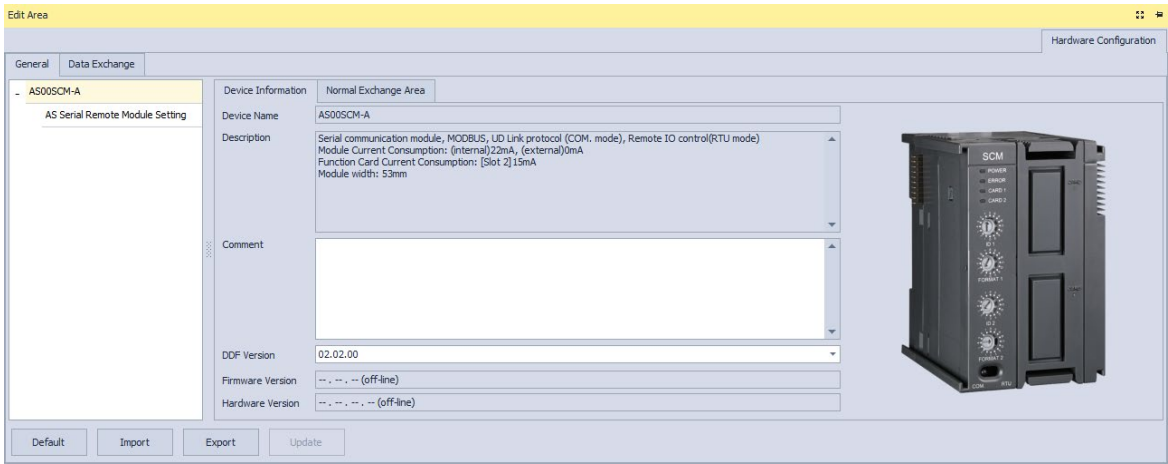 Edit Area
Hardware Configuration
General Data Exchange
- AS00SCM-A
AS Serial Remote Module Setting
Device Information Normal Exchange Area
Device Name AS00SCM-A
Description Serial communication module, MODBUS, UD Link protocol (COM. mode), Remote IO control(RTU mode)
Module Current Consumption: (internal)22mA, (external)0mA
Function Card Current Consumption: [Slot 2]15mA
Module width: 53mm
Comment
DDF Version 02.02.00
Firmware Version -- . -- . -- (off-line)
Hardware Version -- . -- . -- . -- (off-line)
SCM
POWER
ERROR
CARD 1
CARD 2
ID 1
FORMAT 1
ID 2
FORMAT 2
COM RTU
Default Import Export Update